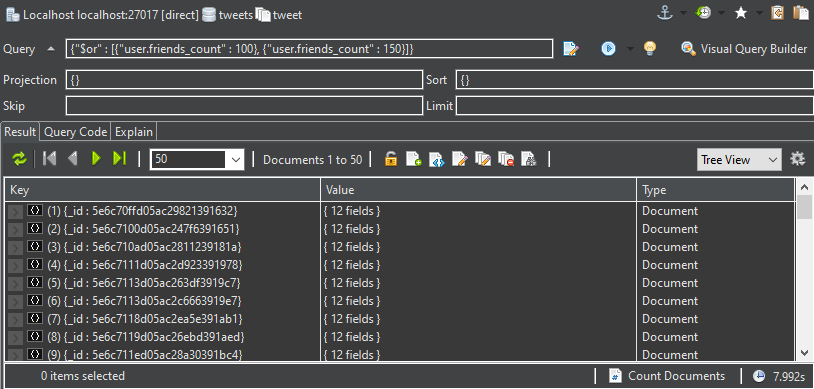 Localhost localhost:27017 [direct] tweets tweet
Query {"$or" : [{"user.friends_count" : 100}, {"user.friends_count" : 150}]} Visual Query Builder
Projection {} Sort {}
Skip Limit
Result Query Code Explain
50 Documents 1 to 50 Tree View
Key Value Type
(1) {_id : 5e6c70ffd05ac29821391632} { 12 fields } Document
(2) {_id : 5e6c7100d05ac247f6391651} { 12 fields } Document
(3) {_id : 5e6c710ad05ac2811239181a} { 12 fields } Document
(4) {_id : 5e6c7111d05ac2d923391978} { 12 fields } Document
(5) {_id : 5e6c7113d05ac263df3919c7} { 12 fields } Document
(6) {_id : 5e6c7113d05ac2c6663919e7} { 12 fields } Document
(7) {_id : 5e6c7118d05ac2ea5e391ab1} { 12 fields } Document
(8) {_id : 5e6c7119d05ac26ebd391aed} { 12 fields } Document
(9) {_id : 5e6c711ed05ac28a30391bc4} { 12 fields } Document
0 items selected Count Documents 7.992s